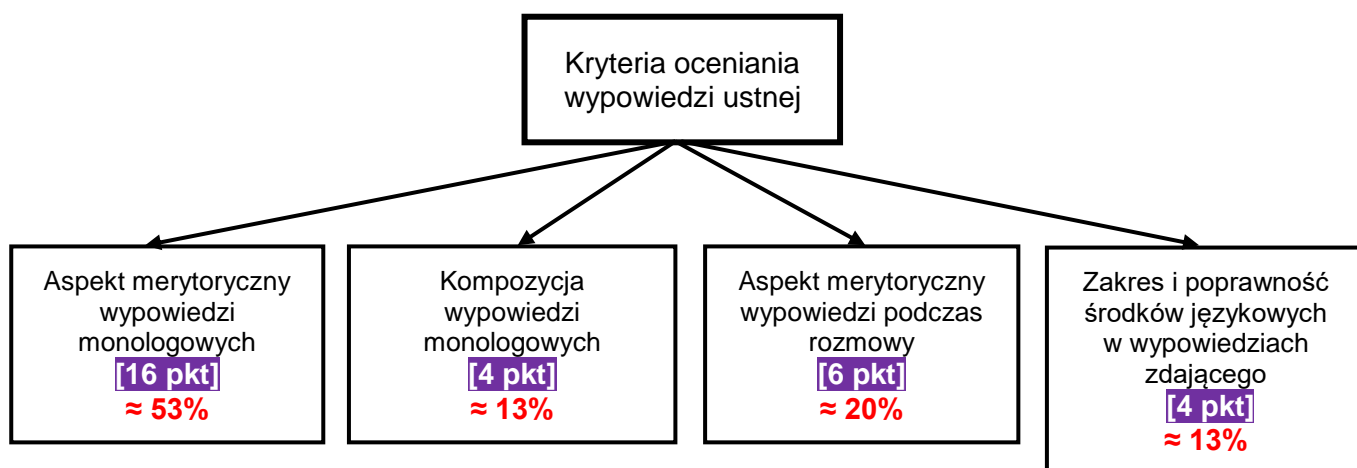 Kryteria oceniania
wypowiedzi ustnej
Aspekt merytoryczny
wypowiedzi
monologowych
[16 pkt]
≈ 53%
Kompozycja
wypowiedzi
monologowych
[4 pkt]
≈ 13%
Aspekt merytoryczny
wypowiedzi podczas
rozmowy
[6 pkt]
≈ 20%
Zakres i poprawność
środków językowych
w wypowiedziach
zdającego
[4 pkt]
≈ 13%